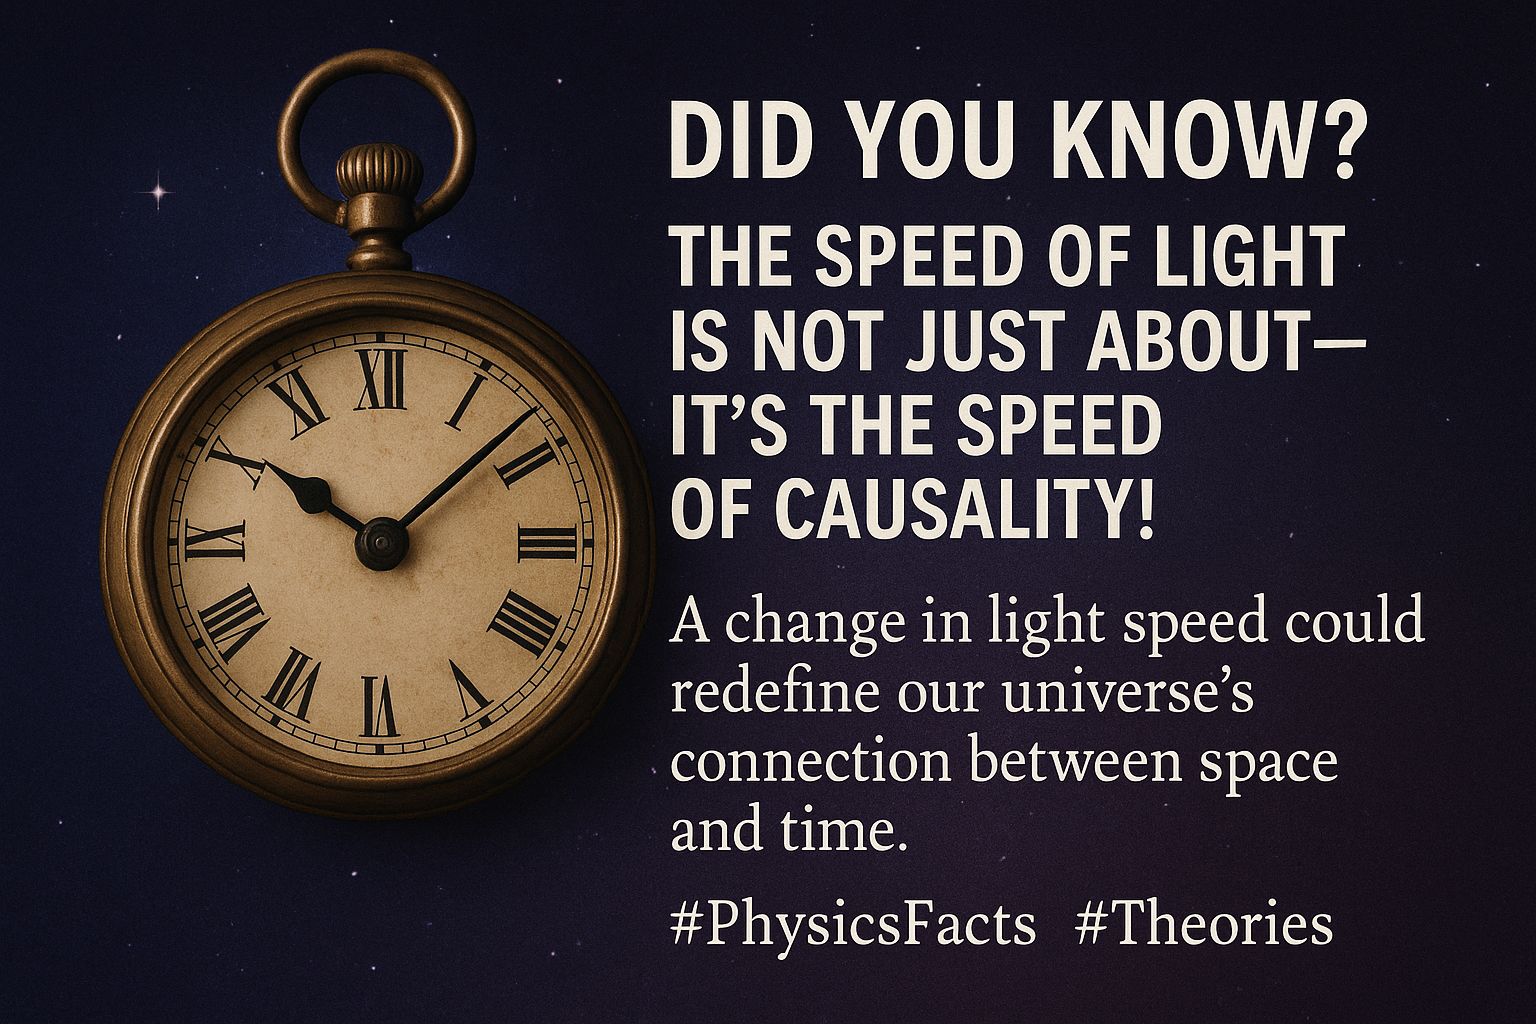 DID YOU KNOW?
THE SPEED OF LIGHT
IS NOT JUST ABOUT—
IT’S THE SPEED
OF CAUSALITY!
A change in light speed could
redefine our universe’s
connection between space
and time.
#PhysicsFacts #Theories
XII
I
II
III
IIII
V
VI
VII
VIII
IX
X
XI